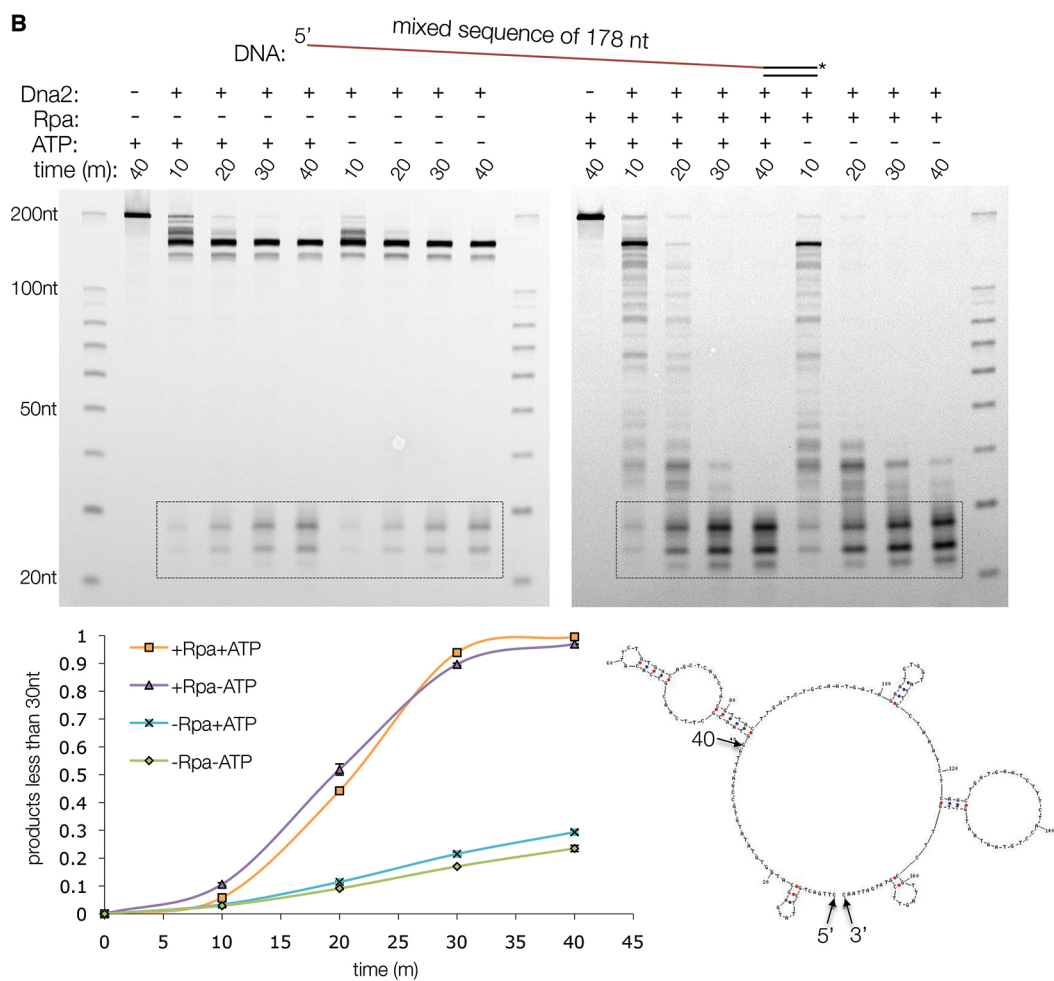 B
5’ mixed sequence of 178 nt
DNA: *
Dna2: - + + + + + + + + - + + + + + + + +
Rpa: - - - - - - - - - + + + + + + + + +
ATP: + + + + + - - - - + + + + + - - - -
time (m): 40 10 20 30 40 10 20 30 40 40 10 20 30 40 10 20 30 40
200nt
100nt
50nt
20nt
products less than 30nt
1
0.9
0.8
0.7
0.6
0.5
0.4
0.3
0.2
0.1
0
+Rpa+ATP
+Rpa-ATP
-Rpa+ATP
-Rpa-ATP
0 5 10 15 20 25 30 35 40 45
time (m)
40
5’ 3’